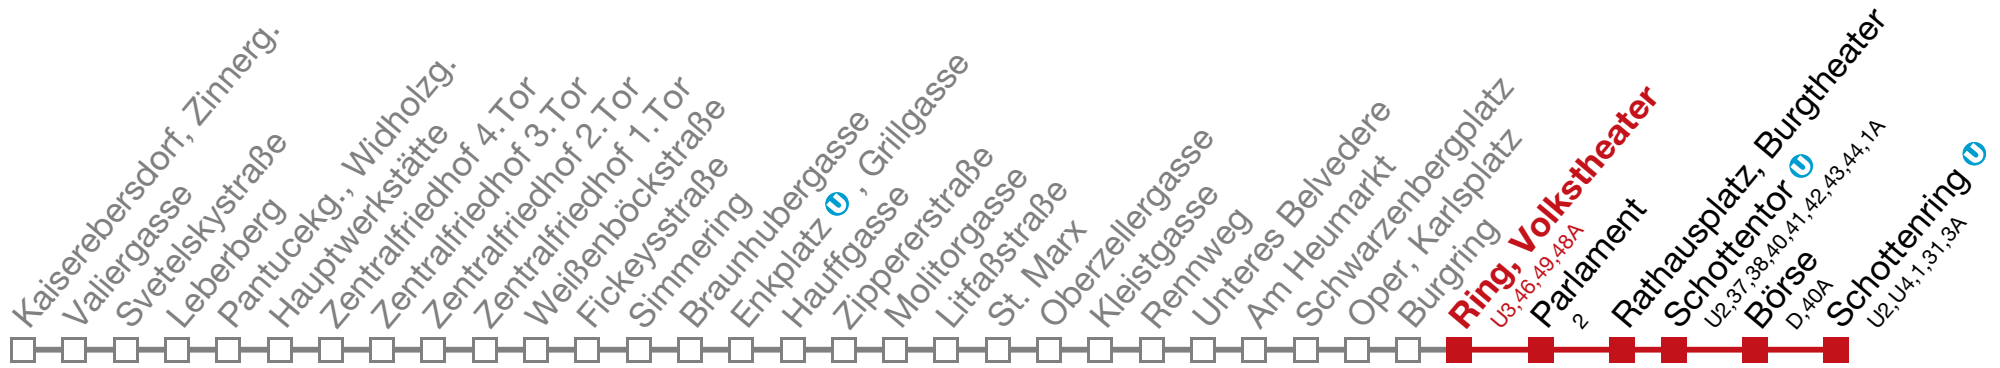 Kaiserebersdorf, Zinnerg.
Valiergasse
Svetelskystraße
Leberberg
Pantucekg., Widholzg.
Hauptwerkstätte
Zentralfriedhof 4.Tor
Zentralfriedhof 3.Tor
Zentralfriedhof 2.Tor
Zentralfriedhof 1.Tor
Weißenböckstraße
Fickeysstraße
Simmering
Braunhubergasse
Enkplatz U, Grillgasse
Hauffgasse
Zippererstraße
Molitorgasse
Litfaßstraße
St. Marx
Oberzellergasse
Kleistgasse
Rennweg
Unteres Belvedere
Am Heumarkt
Schwarzenbergplatz
Oper, Karlsplatz
Burgring
Ring, Volkstheater
U3,46,49,48A
Parlament
2
Rathausplatz, Burgtheater
Schottentor U
U2,37,38,40,41,42,43,44,1A
Börse
D,40A
Schottenring U
U2,U4,1,31,3A